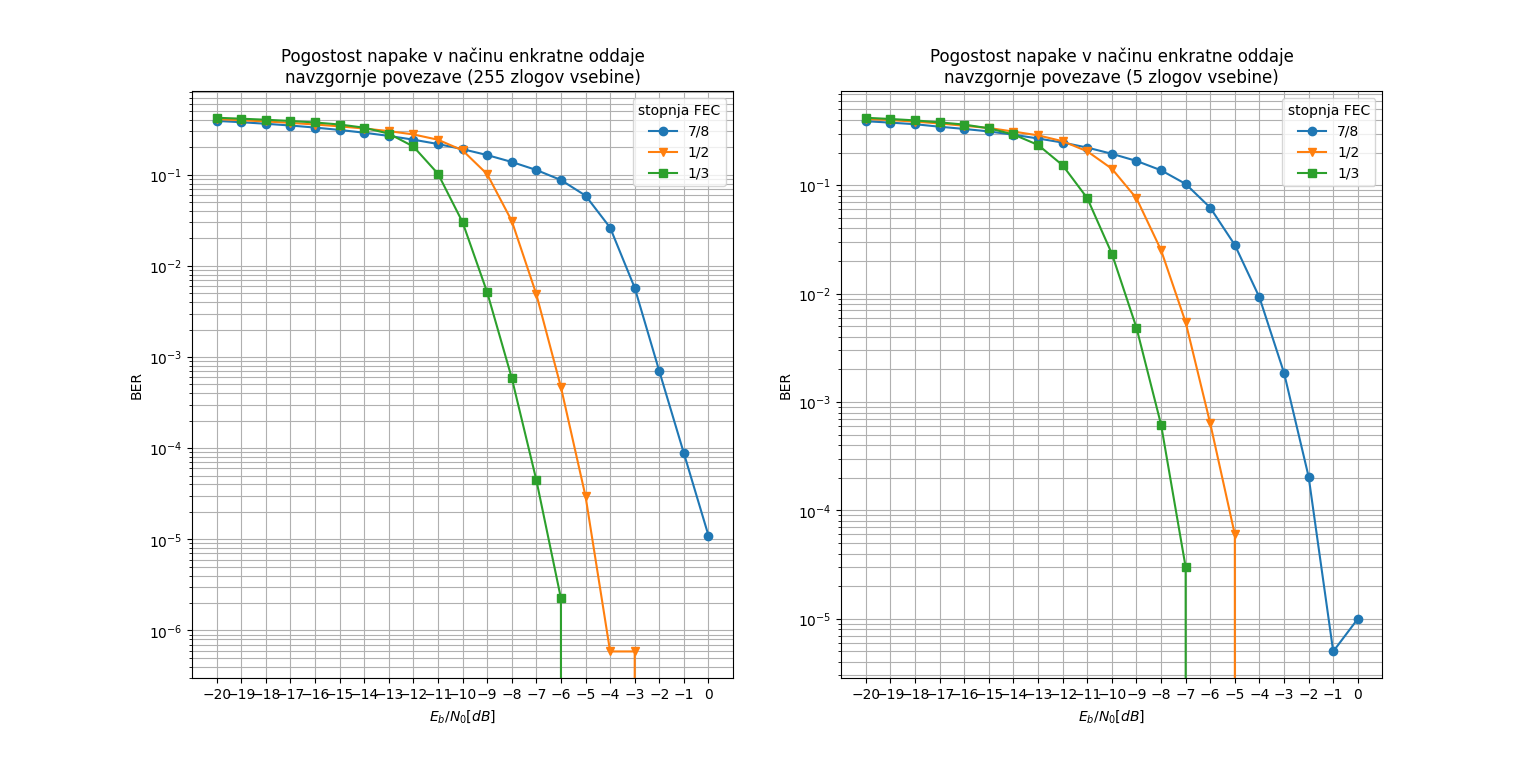 Pogostost napake v načinu enkratne oddaje
navzgornje povezave (255 zlogov vsebine)
stopnja FEC
7/8
1/2
1/3
BER
10⁻¹
10⁻²
10⁻³
10⁻⁴
10⁻⁵
10⁻⁶
−20 −19 −18 −17 −16 −15 −14 −13 −12 −11 −10 −9 −8 −7 −6 −5 −4 −3 −2 −1 0
E_b/N_0[dB]
Pogostost napake v načinu enkratne oddaje
navzgornje povezave (5 zlogov vsebine)
stopnja FEC
7/8
1/2
1/3
BER
10⁻¹
10⁻²
10⁻³
10⁻⁴
10⁻⁵
−20 −19 −18 −17 −16 −15 −14 −13 −12 −11 −10 −9 −8 −7 −6 −5 −4 −3 −2 −1 0
E_b/N_0[dB]